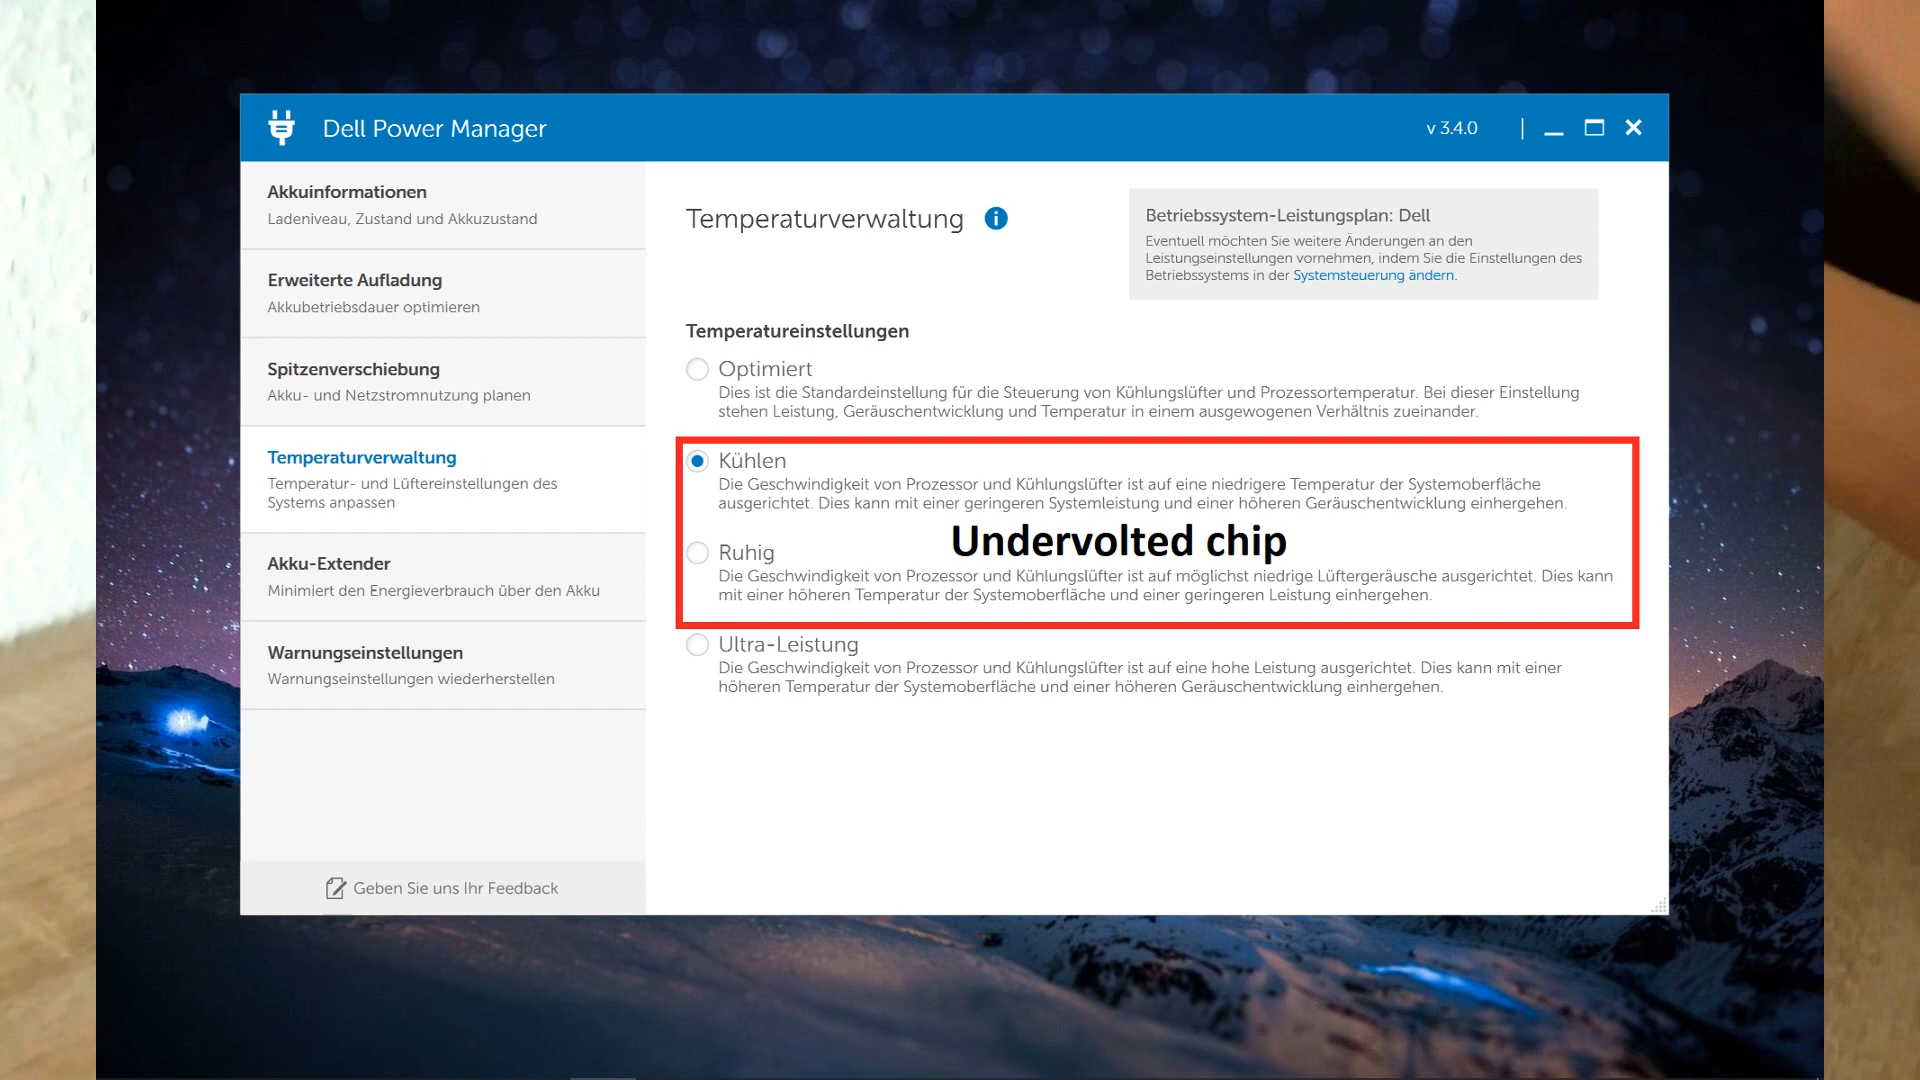 Dell Power Manager
v 3.4.0
Akkuinformationen
Ladeniveau, Zustand und Akkuzustand
Erweiterte Aufladung
Akkubetriebsdauer optimieren
Spitzenverschiebung
Akku- und Netzstromnutzung planen
Temperaturverwaltung
Temperatur- und Lüftereinstellungen des
Systems anpassen
Akku-Extender
Minimiert den Energieverbrauch über den Akku
Warnungseinstellungen
Warnungseinstellungen wiederherstellen
Geben Sie uns Ihr Feedback
Temperaturverwaltung
Betriebssystem-Leistungsplan: Dell
Eventuell möchten Sie weitere Änderungen an den
Leistungseinstellungen vornehmen, indem Sie die Einstellungen des
Betriebssystems in der Systemsteuerung ändern.
Temperatureinstellungen
Optimiert
Dies ist die Standardeinstellung für die Steuerung von Kühlungslüfter und Prozessortemperatur. Bei dieser Einstellung
stehen Leistung, Geräuschentwicklung und Temperatur in einem ausgewogenen Verhältnis zueinander.
Kühlen
Die Geschwindigkeit von Prozessor und Kühlungslüfter ist auf eine niedrigere Temperatur der Systemoberfläche
ausgerichtet. Dies kann mit einer geringeren Systemleistung und einer höheren Geräuschentwicklung einhergehen.
Undervolted chip
Ruhig
Die Geschwindigkeit von Prozessor und Kühlungslüfter ist auf möglichst niedrige Lüftergeräusche ausgerichtet. Dies kann
mit einer höheren Temperatur der Systemoberfläche und einer geringeren Leistung einhergehen.
Ultra-Leistung
Die Geschwindigkeit von Prozessor und Kühlungslüfter ist auf eine hohe Leistung ausgerichtet. Dies kann mit einer
höheren Temperatur der Systemoberfläche und einer höheren Geräuschentwicklung einhergehen.